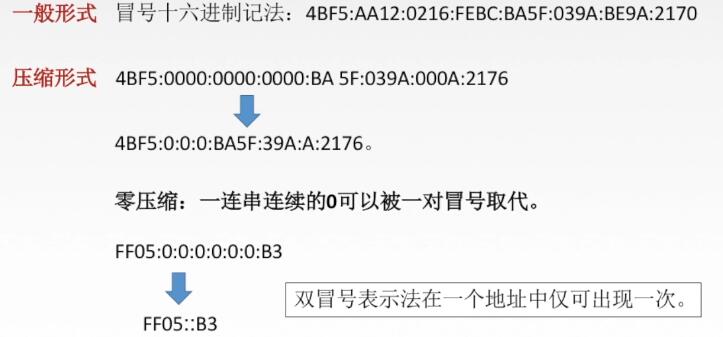 一般形式 冒号十六进制记法：4BF5:AA12:0216:FEBC:BA5F:039A:BE9A:2170
压缩形式 4BF5:0000:0000:0000:BA 5F:039A:000A:2176
4BF5:0:0:0:BA5F:39A:A:2176。
零压缩：一连串连续的0可以被一对冒号取代。
FF05:0:0:0:0:0:0:B3
双冒号表示法在一个地址中仅可出现一次。
FF05::B3